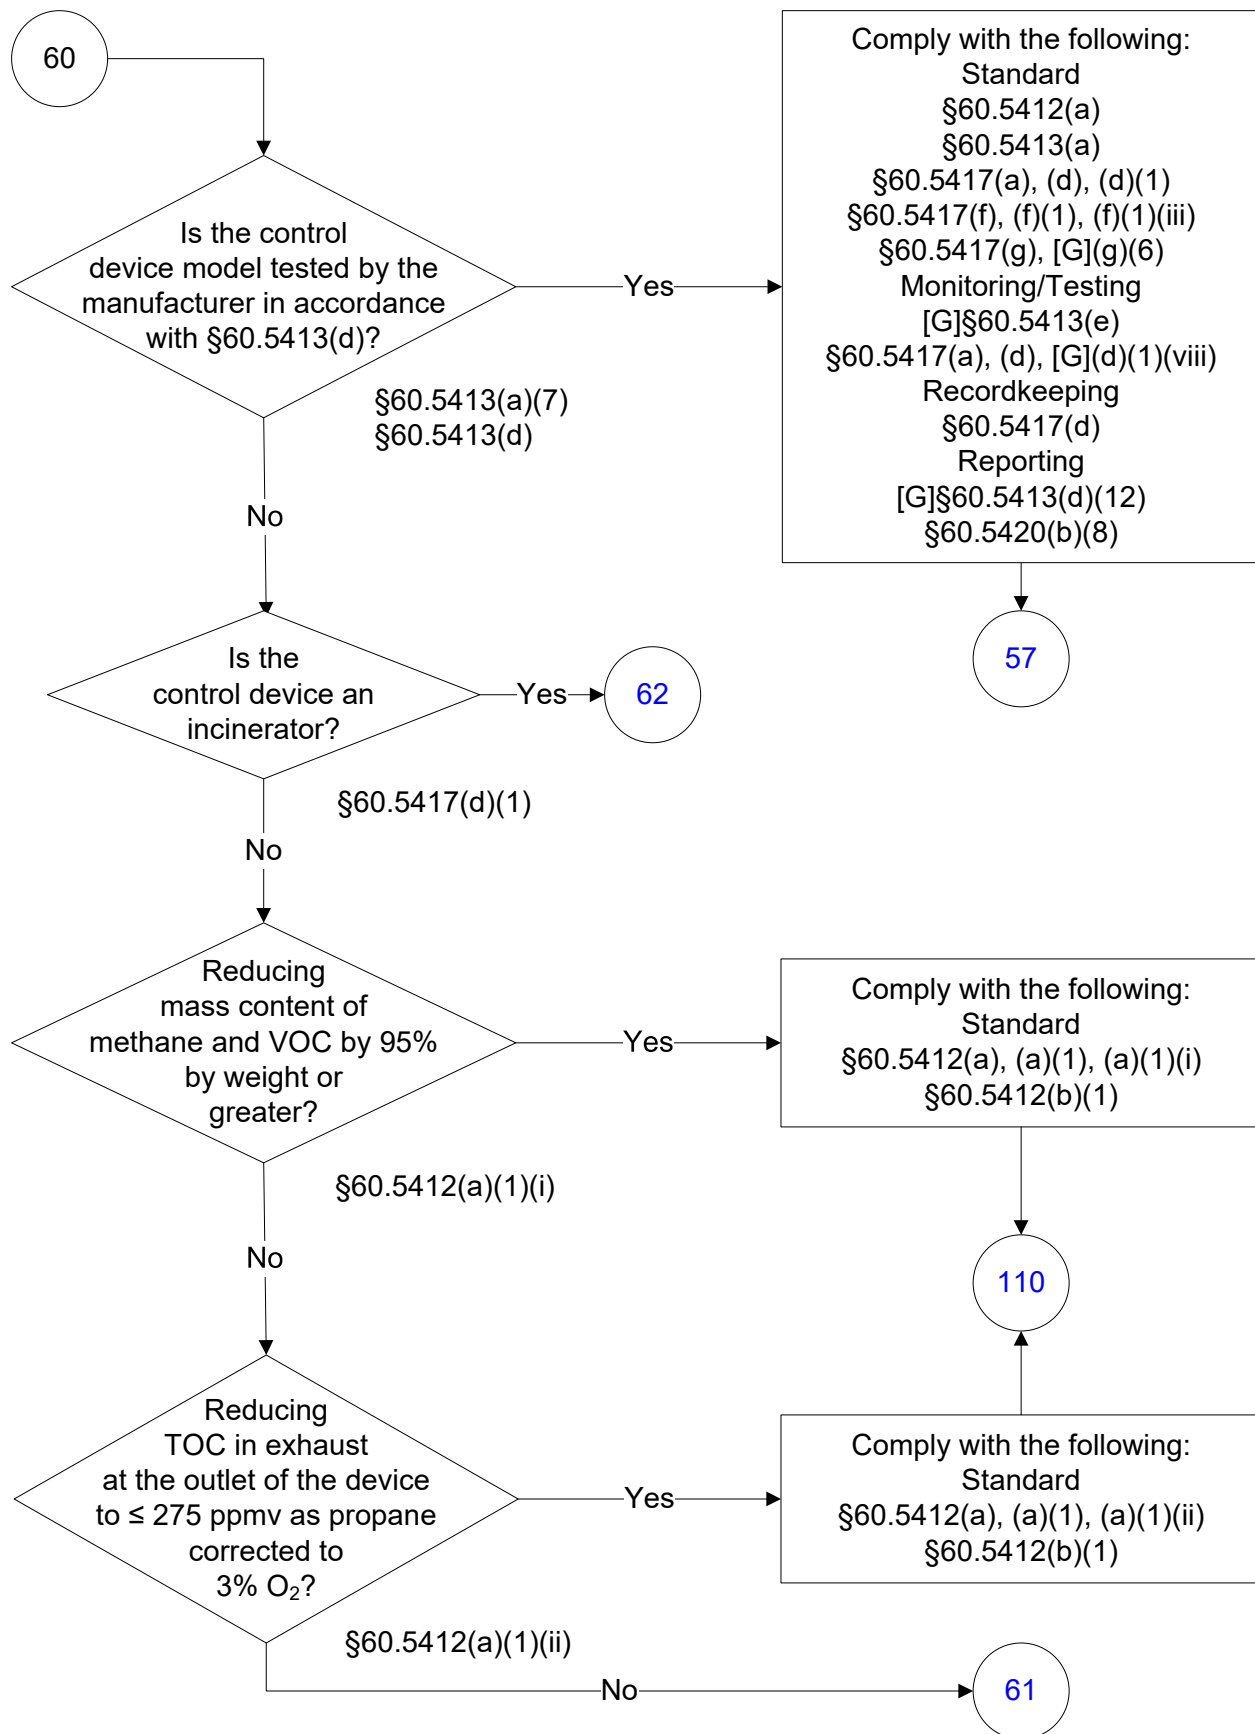 60
Is the control
device model tested by the
manufacturer in accordance
with §60.5413(d)?
Yes
Comply with the following:
Standard
§60.5412(a)
§60.5413(a)
§60.5417(a), (d), (d)(1)
§60.5417(f), (f)(1), (f)(1)(iii)
§60.5417(g), [G](g)(6)
Monitoring/Testing
[G]§60.5413(e)
§60.5417(a), (d), [G](d)(1)(viii)
Recordkeeping
§60.5417(d)
Reporting
[G]§60.5413(d)(12)
§60.5420(b)(8)
§60.5413(a)(7)
§60.5413(d)
No
57
Is the
control device an
incinerator?
Yes
62
§60.5417(d)(1)
No
Reducing
mass content of
methane and VOC by 95%
by weight or
greater?
Yes
Comply with the following:
Standard
§60.5412(a), (a)(1), (a)(1)(i)
§60.5412(b)(1)
§60.5412(a)(1)(i)
No
110
Reducing
TOC in exhaust
at the outlet of the device
to ≤ 275 ppmv as propane
corrected to
3% O₂?
Yes
Comply with the following:
Standard
§60.5412(a), (a)(1), (a)(1)(ii)
§60.5412(b)(1)
§60.5412(a)(1)(ii)
No
61